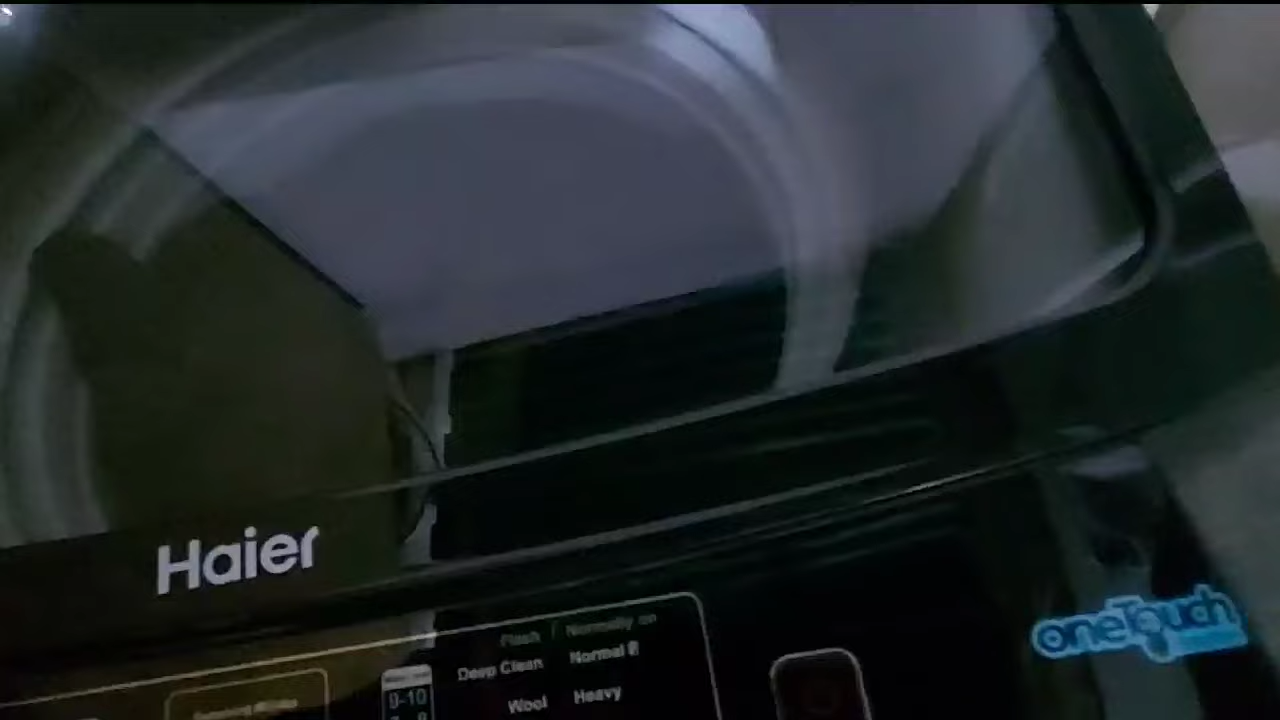 Haier
oneTouch
Flash / Normally on
Deep Clean Normal
Wool Heavy
9-10